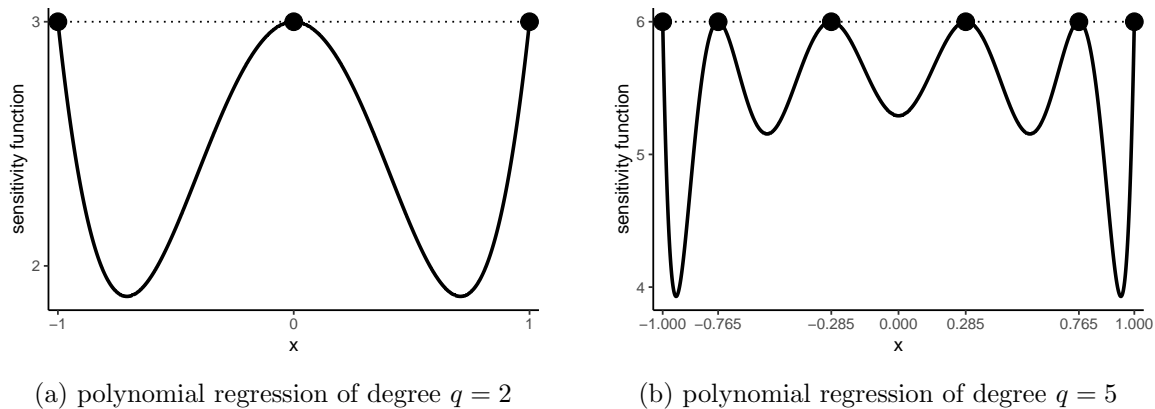 3
2
sensitivity function
−1
0
1
x
6
5
4
sensitivity function
−1.000
−0.765
−0.285
0.000
0.285
0.765
1.000
x
(a) polynomial regression of degree q = 2
(b) polynomial regression of degree q = 5